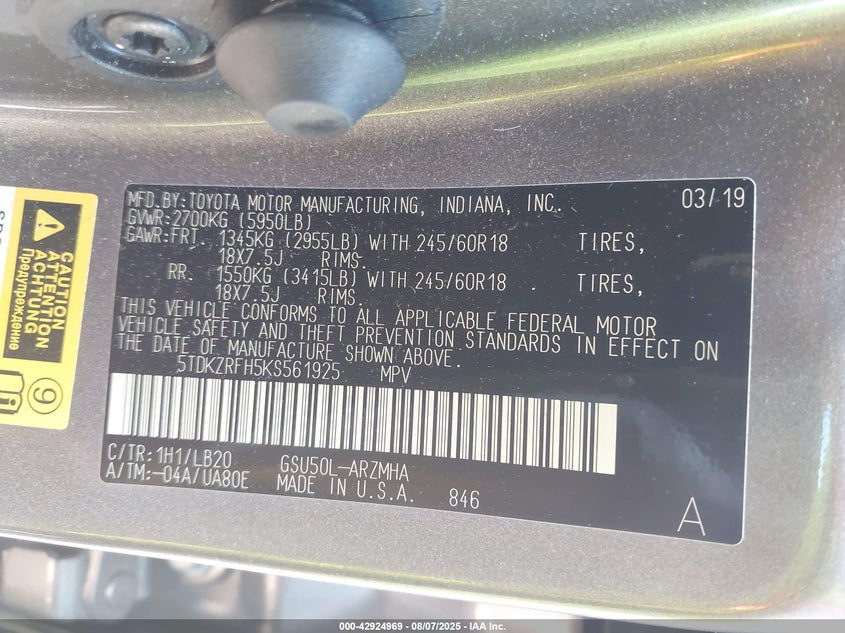 MFD.BY:TOYOTA MOTOR MANUFACTURING, INDIANA, INC. 03/19
GVWR:2700KG (5950LB)
GAWR:FRT. 1345KG (2955LB) WITH 245/60R18 TIRES,
18X7.5J RIMS.
RR. 1550KG (3415LB) WITH 245/60R18 . TIRES,
18X7.5J RIMS.
THIS VEHICLE CONFORMS TO ALL APPLICABLE FEDERAL MOTOR
VEHICLE SAFETY AND THEFT PREVENTION STANDARDS IN EFFECT ON
THE DATE OF MANUFACTURE SHOWN ABOVE.
5TDKZRFH5KS561925 MPV
C/TR:1H1/LB20 GSU50L-ARZMHA
A/TM:-04A/UA80E MADE IN U.S.A. 846
A
CAUTION
ATTENTION
ACHTUNG
Предупреждение
9
000-42924969 - 08/07/2025 - IAA Inc.